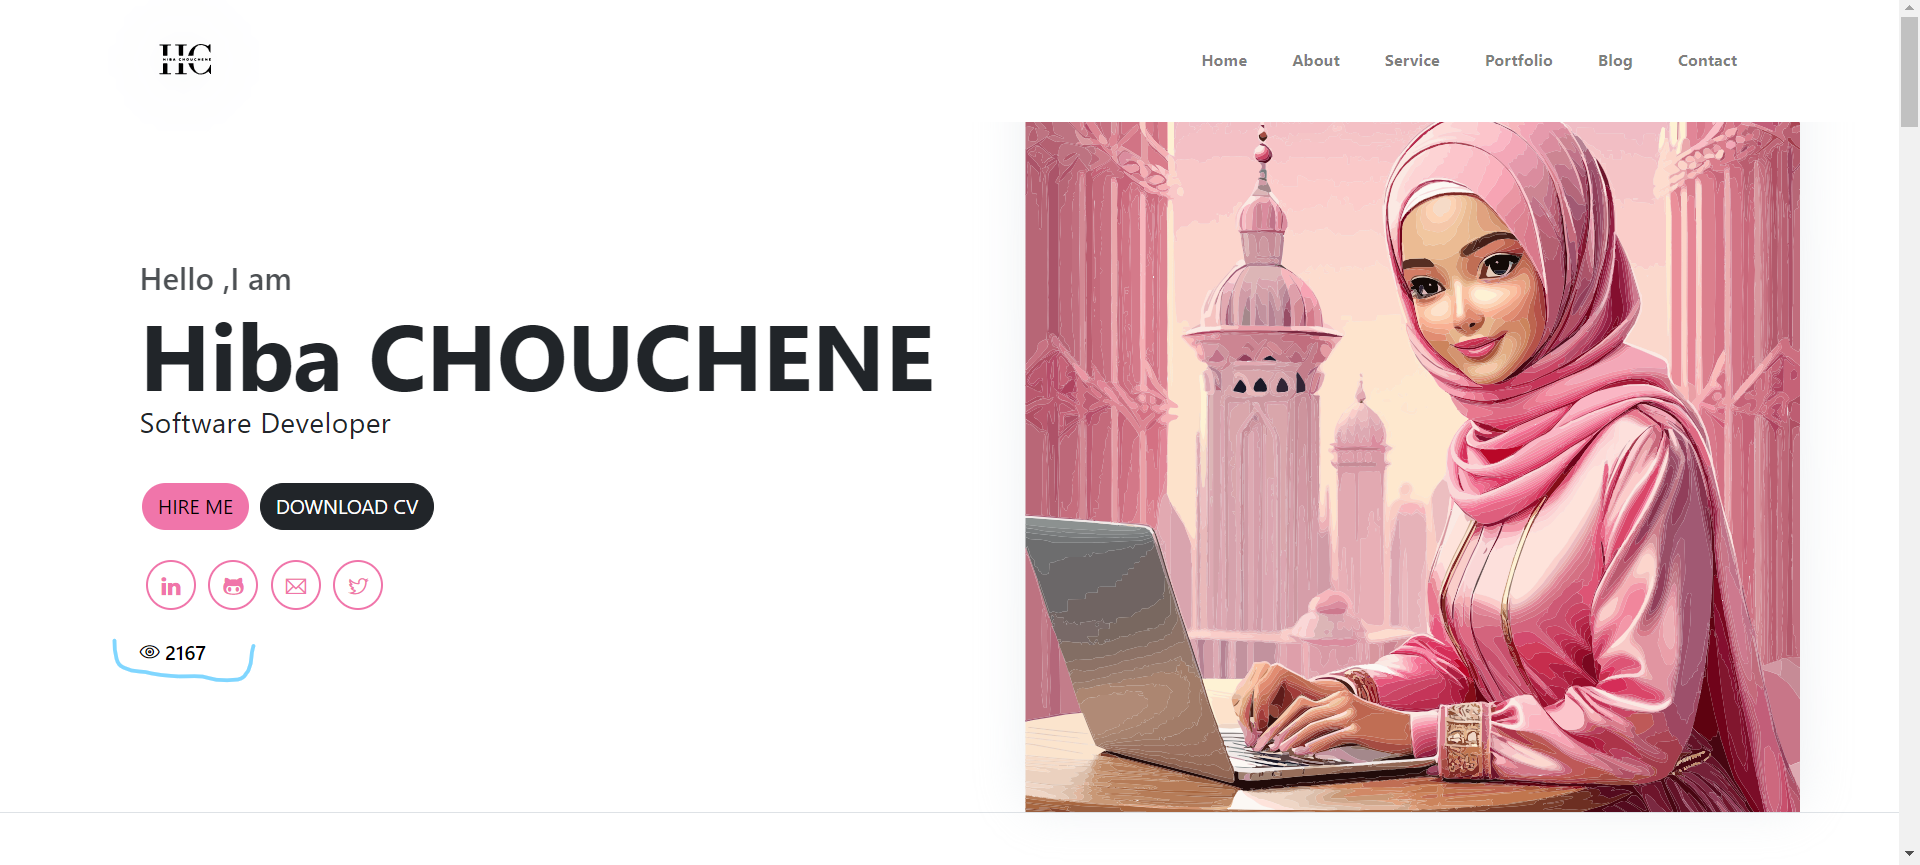 HC
HIBA CHOUCHENE
Home About Service Portfolio Blog Contact
Hello ,I am
Hiba CHOUCHENE
Software Developer
HIRE ME DOWNLOAD CV
in
2167